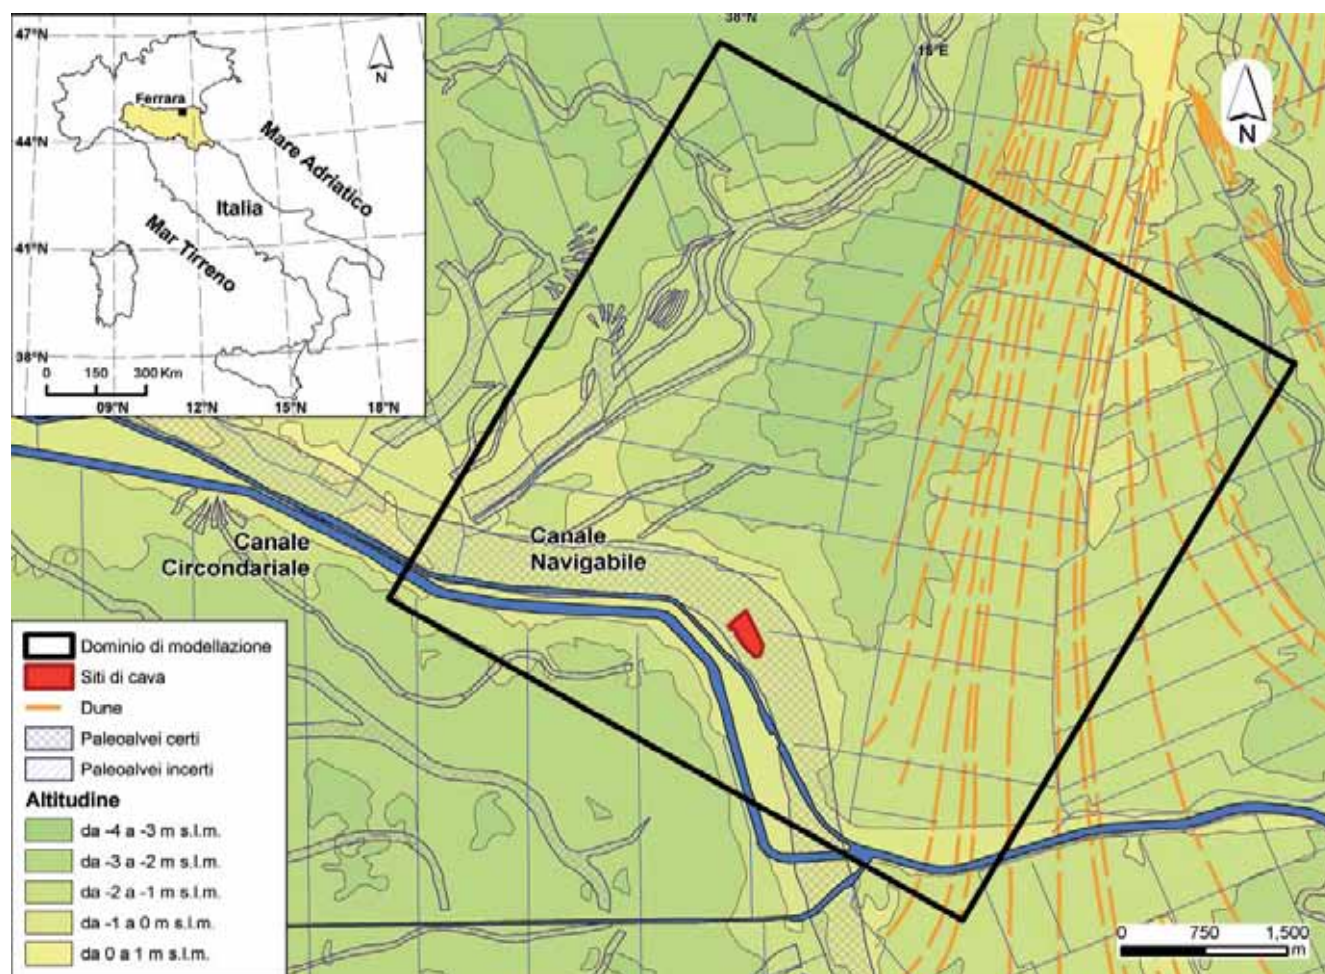 47°N
44°N
41°N
38°N
N
Ferrara
Mare Adriatico
Italia
Mar Tirreno
0 150 300 Km
09°N 12°N 15°N 18°N
38°N
15°E
N
Canale
Circondariale
Canale
Navigabile
Dominio di modellazione
Siti di cava
Dune
Paleoalvei certi
Paleoalvei incerti
Altitudine
da -4 a -3 m s.l.m.
da -3 a -2 m s.l.m.
da -2 a -1 m s.l.m.
da -1 a 0 m s.l.m.
da 0 a 1 m s.l.m.
0 750 1,500
m